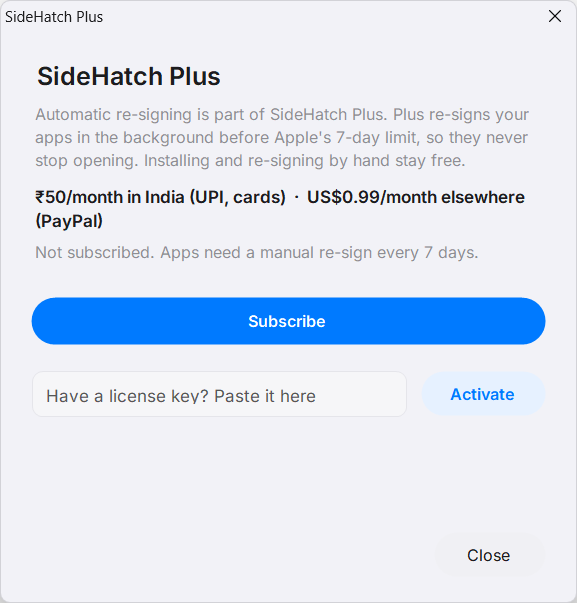 SideHatch Plus
SideHatch Plus
Automatic re-signing is part of SideHatch Plus. Plus re-signs your
apps in the background before Apple's 7-day limit, so they never
stop opening. Installing and re-signing by hand stay free.
₹50/month in India (UPI, cards) · US$0.99/month elsewhere
(PayPal)
Not subscribed. Apps need a manual re-sign every 7 days.
Subscribe
Have a license key? Paste it here
Activate
Close